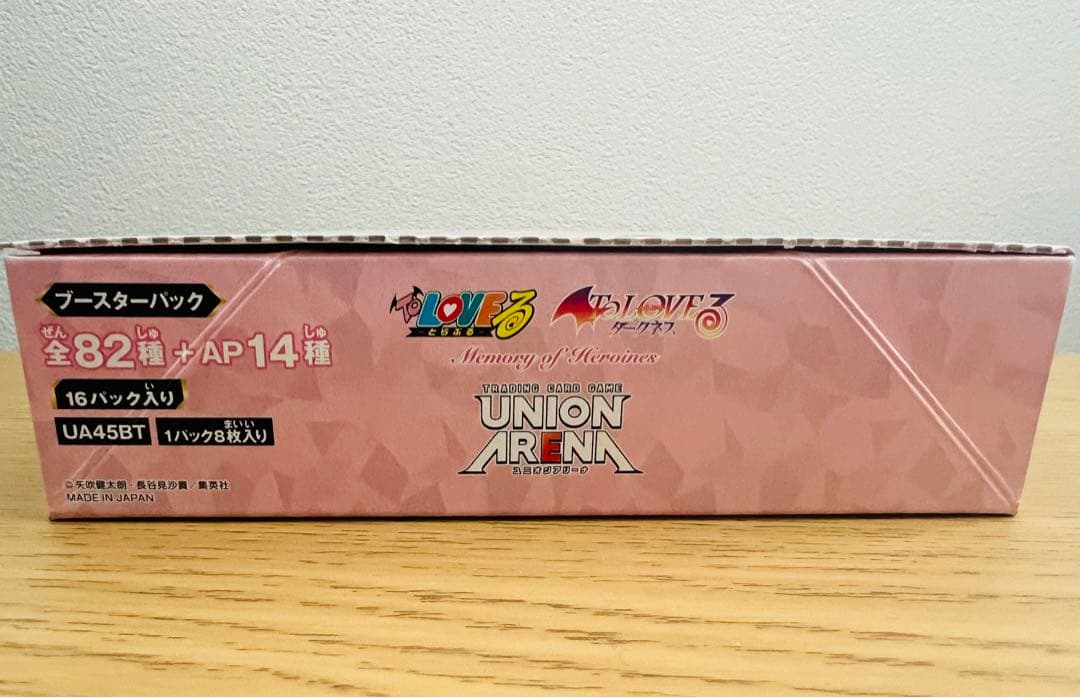 ブースターパック
全82種+AP14種
ぜん しゅ しゅ
16パック入り
い
UA45BT
1パック8枚入り
まいい
©矢吹健太朗・長谷見沙貴／集英社
MADE IN JAPAN
To LOVEる
とらぶる
To LOVEる
ダークネス
Memory of Heroines
TRADING CARD GAME
UNION
ARENA
ユニオンアリーナ